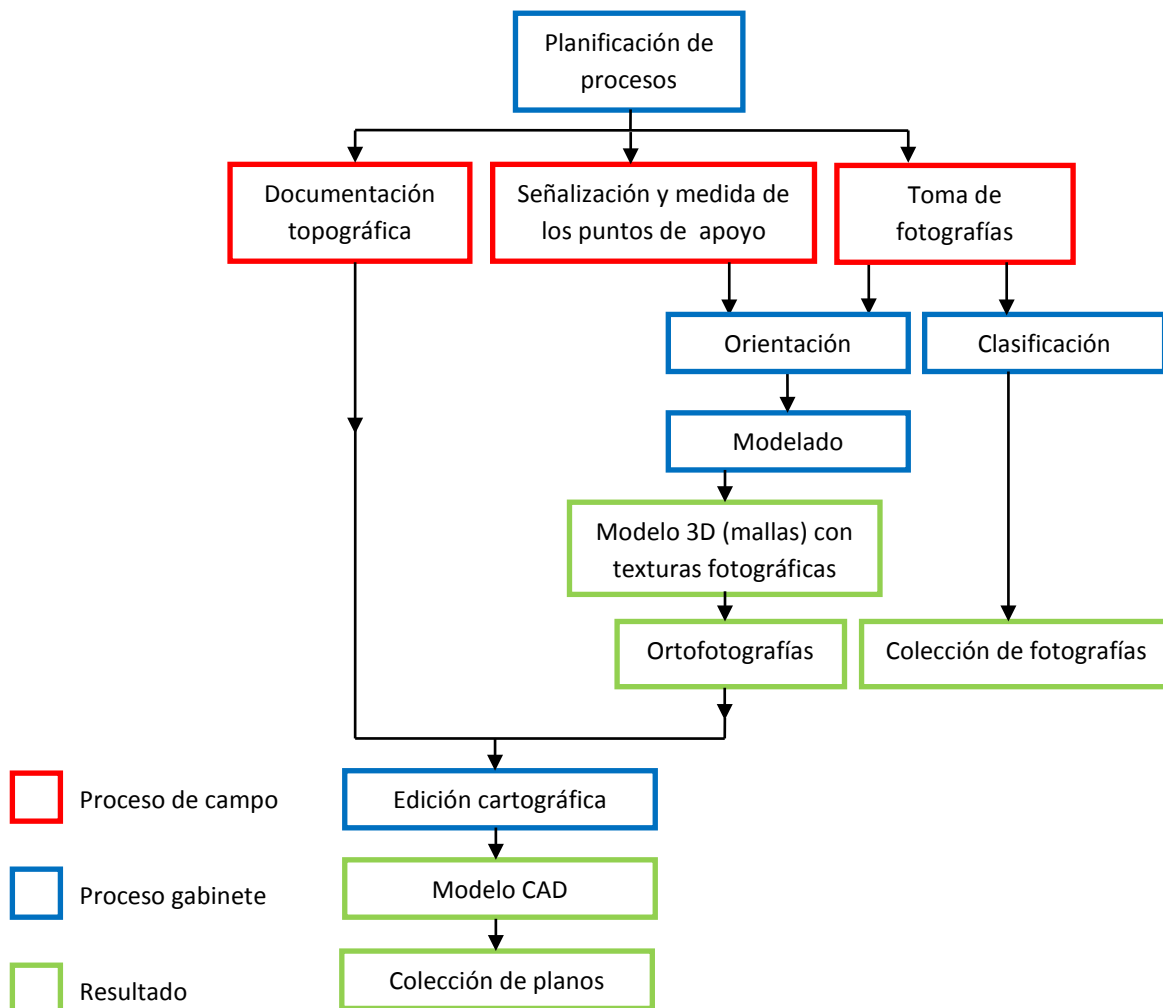 Planificación de
procesos
Documentación
topográfica
Señalización y medida de
los puntos de apoyo
Toma de
fotografías
Orientación
Clasificación
Modelado
Modelo 3D (mallas) con
texturas fotográficas
Ortofotografías
Colección de fotografías
Proceso de campo
Edición cartográfica
Proceso gabinete
Modelo CAD
Resultado
Colección de planos